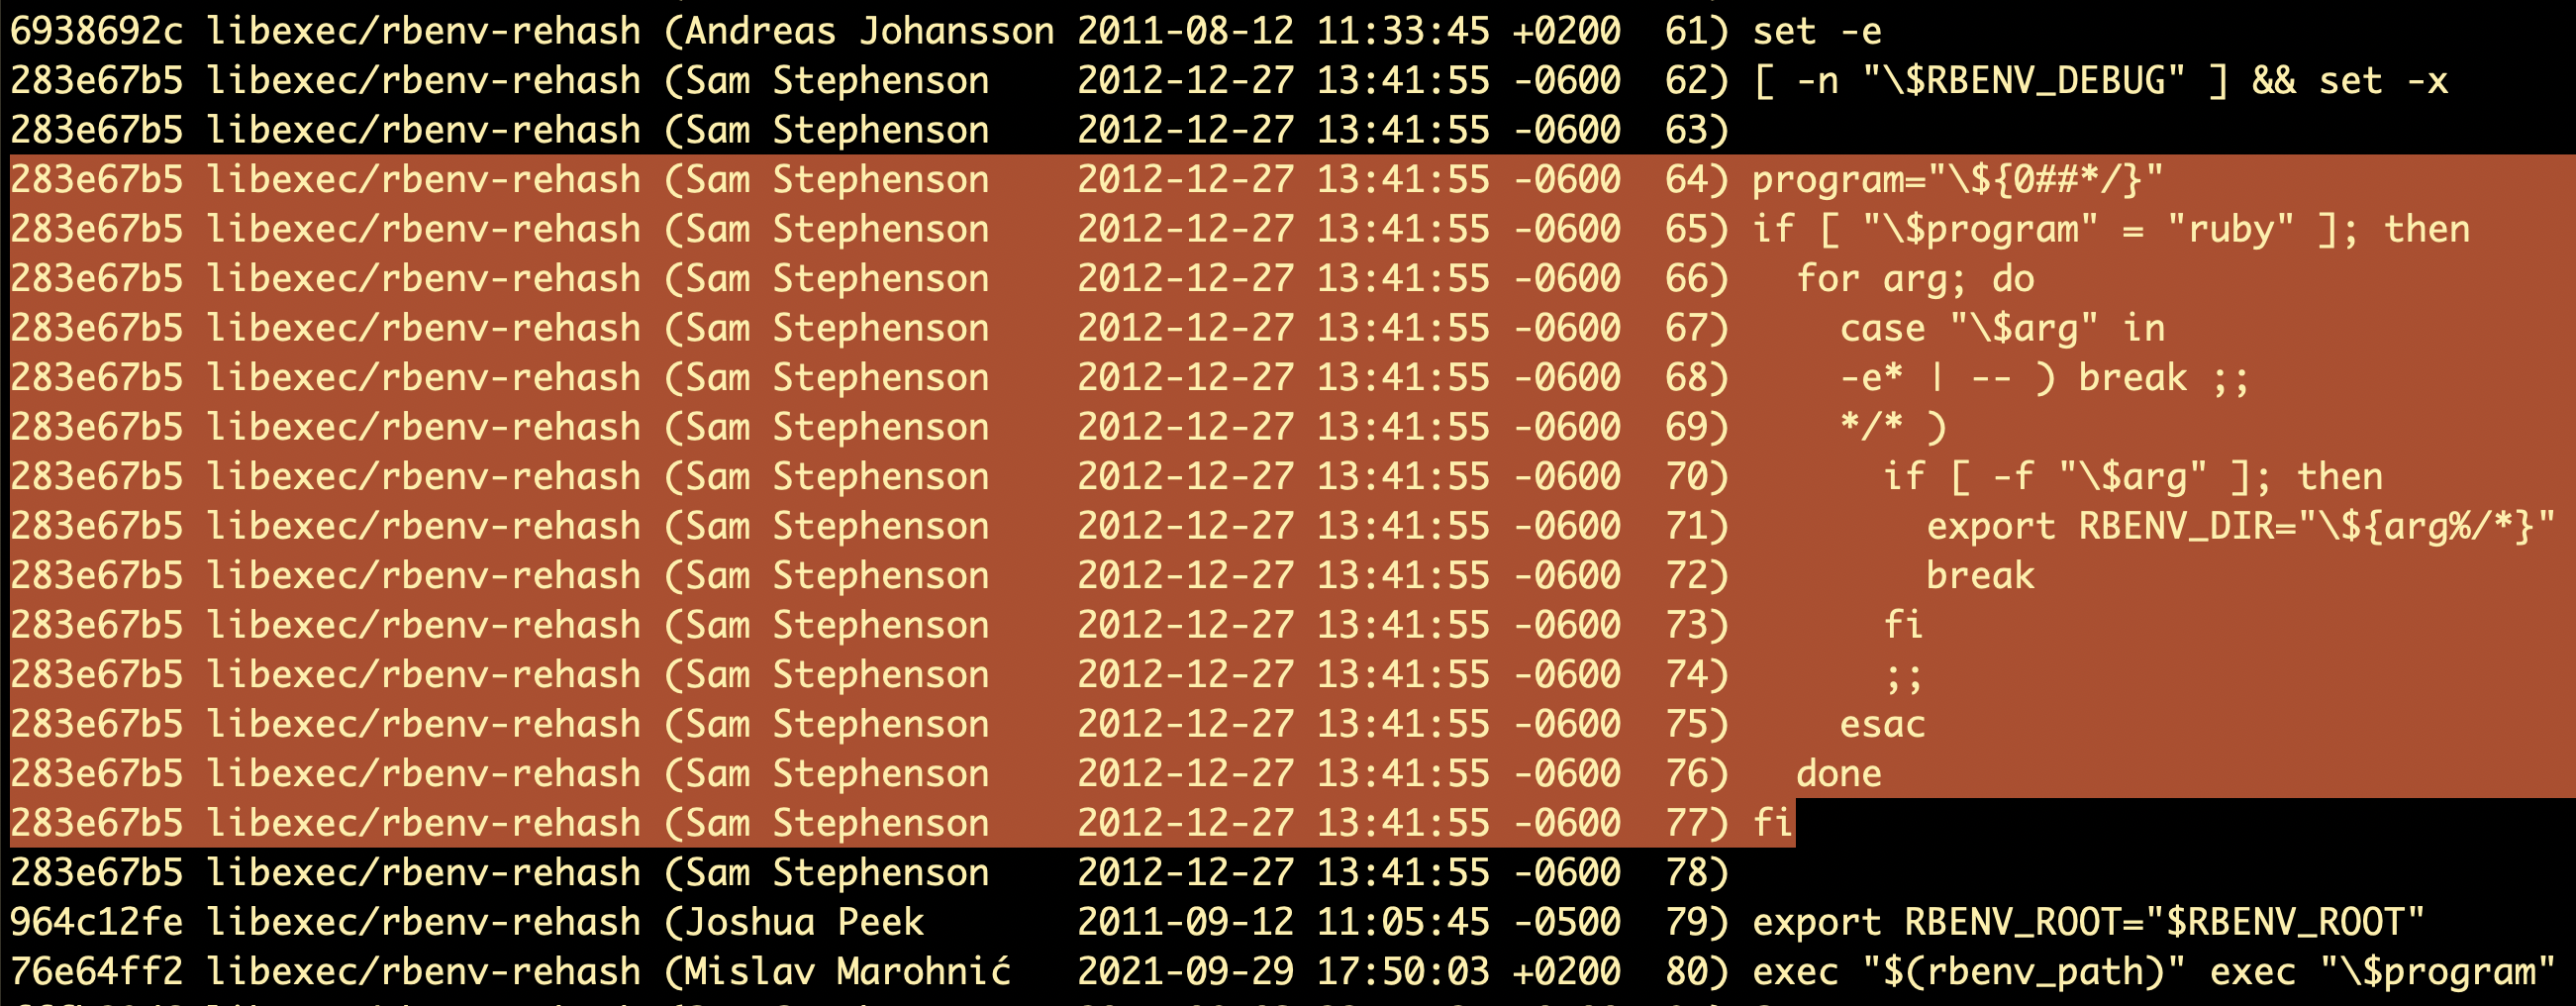 6938692c libexec/rbenv-rehash (Andreas Johansson 2011-08-12 11:33:45 +0200  61) set -e
283e67b5 libexec/rbenv-rehash (Sam Stephenson    2012-12-27 13:41:55 -0600  62) [ -n "\$RBENV_DEBUG" ] && set -x
283e67b5 libexec/rbenv-rehash (Sam Stephenson    2012-12-27 13:41:55 -0600  63)
283e67b5 libexec/rbenv-rehash (Sam Stephenson    2012-12-27 13:41:55 -0600  64) program="\${0##*/}"
283e67b5 libexec/rbenv-rehash (Sam Stephenson    2012-12-27 13:41:55 -0600  65) if [ "\$program" = "ruby" ]; then
283e67b5 libexec/rbenv-rehash (Sam Stephenson    2012-12-27 13:41:55 -0600  66)   for arg; do
283e67b5 libexec/rbenv-rehash (Sam Stephenson    2012-12-27 13:41:55 -0600  67)     case "\$arg" in
283e67b5 libexec/rbenv-rehash (Sam Stephenson    2012-12-27 13:41:55 -0600  68)     -e* | -- ) break ;;
283e67b5 libexec/rbenv-rehash (Sam Stephenson    2012-12-27 13:41:55 -0600  69)     */* )
283e67b5 libexec/rbenv-rehash (Sam Stephenson    2012-12-27 13:41:55 -0600  70)       if [ -f "\$arg" ]; then
283e67b5 libexec/rbenv-rehash (Sam Stephenson    2012-12-27 13:41:55 -0600  71)         export RBENV_DIR="\${arg%/*}"
283e67b5 libexec/rbenv-rehash (Sam Stephenson    2012-12-27 13:41:55 -0600  72)         break
283e67b5 libexec/rbenv-rehash (Sam Stephenson    2012-12-27 13:41:55 -0600  73)       fi
283e67b5 libexec/rbenv-rehash (Sam Stephenson    2012-12-27 13:41:55 -0600  74)       ;;
283e67b5 libexec/rbenv-rehash (Sam Stephenson    2012-12-27 13:41:55 -0600  75)     esac
283e67b5 libexec/rbenv-rehash (Sam Stephenson    2012-12-27 13:41:55 -0600  76)   done
283e67b5 libexec/rbenv-rehash (Sam Stephenson    2012-12-27 13:41:55 -0600  77) fi
283e67b5 libexec/rbenv-rehash (Sam Stephenson    2012-12-27 13:41:55 -0600  78)
964c12fe libexec/rbenv-rehash (Joshua Peek       2011-09-12 11:05:45 -0500  79) export RBENV_ROOT="$RBENV_ROOT"
76e64ff2 libexec/rbenv-rehash (Mislav Marohnić   2021-09-29 17:50:03 +0200  80) exec "$(rbenv_path)" exec "\$program"